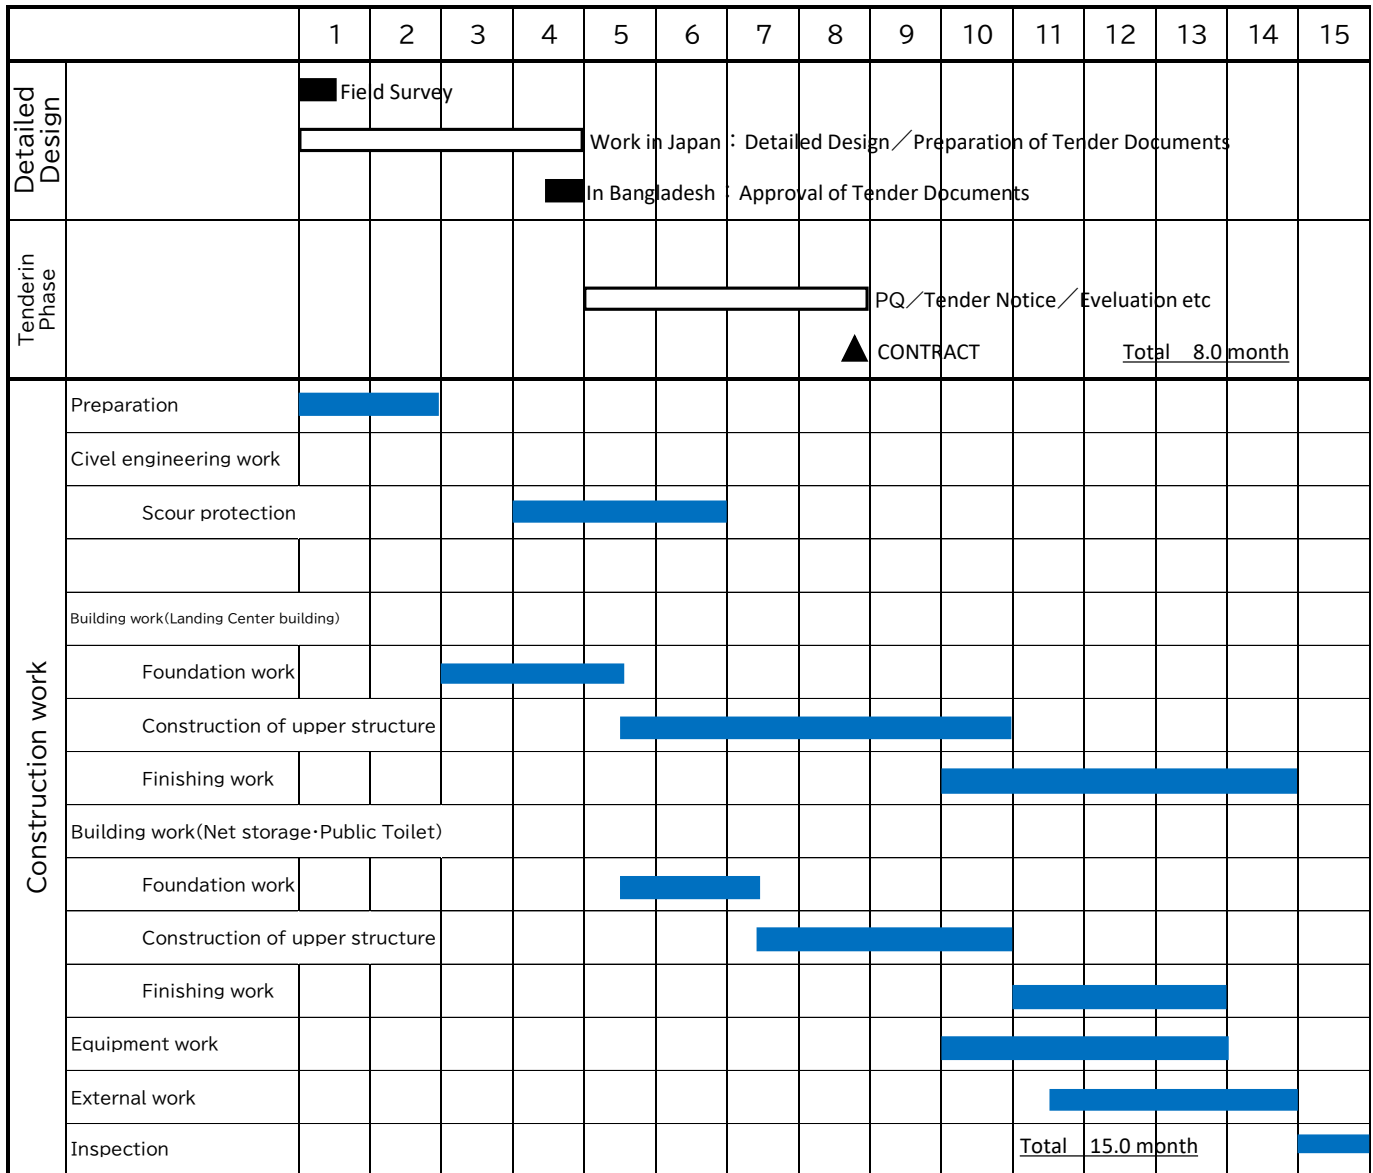 1 2 3 4 5 6 7 8 9 10 11 12 13 14 15
Detailed
Design
Field Survey
Work in Japan：Detailed Design／Preparation of Tender Documents
In Bangladesh：Approval of Tender Documents
Tenderin
Phase
PQ／Tender Notice／Eveluation etc
CONTRACT Total 8.0 month
Construction work
Preparation
Civel engineering work
Scour protection
Building work(Landing Center building)
Foundation work
Construction of upper structure
Finishing work
Building work(Net storage・Public Toilet)
Foundation work
Construction of upper structure
Finishing work
Equipment work
External work
Inspection Total 15.0 month